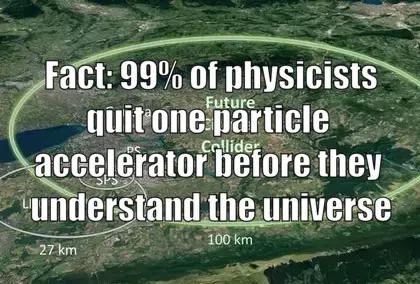 Fact: 99% of physicists
quit one particle
accelerator before they
understand the universe
Future
Collider
PS
SPS
27 km
100 km